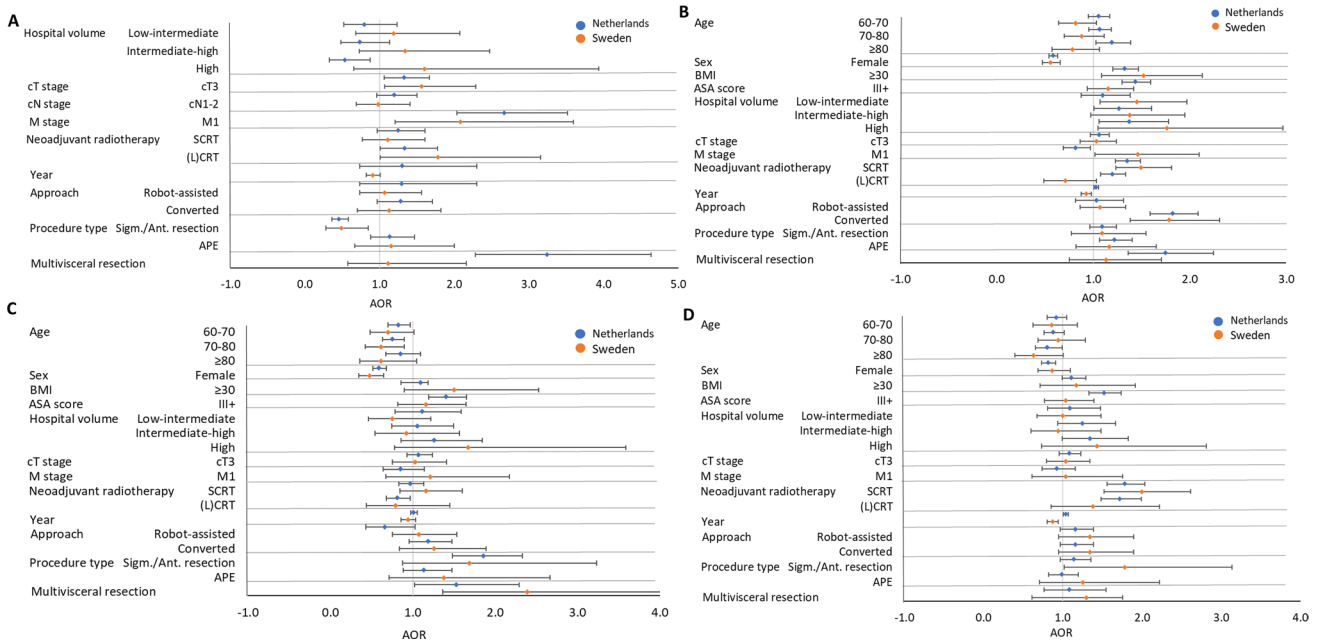 A
Netherlands
Sweden
Hospital volume Low-intermediate
Intermediate-high
High
cT stage cT3
cN stage cN1-2
M stage M1
Neoadjuvant radiotherapy SCRT
(L)CRT
Year
Approach Robot-assisted
Converted
Procedure type Sigm./Ant. resection
APE
Multivisceral resection
-1.0 0.0 1.0 2.0 3.0 4.0 5.0
AOR
B
Netherlands
Sweden
Age 60-70
70-80
≥80
Sex Female
BMI ≥30
ASA score III+
Hospital volume Low-intermediate
Intermediate-high
High
cT stage cT3
M stage M1
Neoadjuvant radiotherapy SCRT
(L)CRT
Year
Approach Robot-assisted
Converted
Procedure type Sigm./Ant. resection
APE
Multivisceral resection
-1.0 0.0 1.0 2.0 3.0
AOR
C
Netherlands
Sweden
Age 60-70
70-80
≥80
Sex Female
BMI ≥30
ASA score III+
Hospital volume Low-intermediate
Intermediate-high
High
cT stage cT3
M stage M1
Neoadjuvant radiotherapy SCRT
(L)CRT
Year
Approach Robot-assisted
Converted
Procedure type Sigm./Ant. resection
APE
Multivisceral resection
-1.0 0.0 1.0 2.0 3.0 4.0
AOR
D
Netherlands
Sweden
Age 60-70
70-80
≥80
Sex Female
BMI ≥30
ASA score III+
Hospital volume Low-intermediate
Intermediate-high
High
cT stage cT3
M stage M1
Neoadjuvant radiotherapy SCRT
(L)CRT
Year
Approach Robot-assisted
Converted
Procedure type Sigm./Ant. resection
APE
Multivisceral resection
-1.0 0.0 1.0 2.0 3.0 4.0
AOR